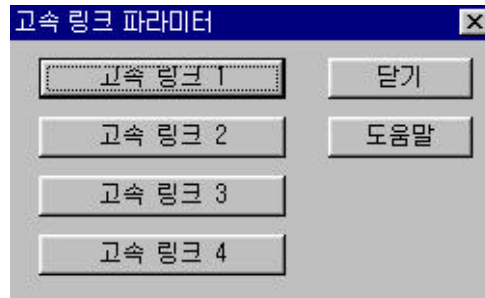 고속 링크 파라미터
고속 링크 1
닫기
고속 링크 2
도움말
고속 링크 3
고속 링크 4